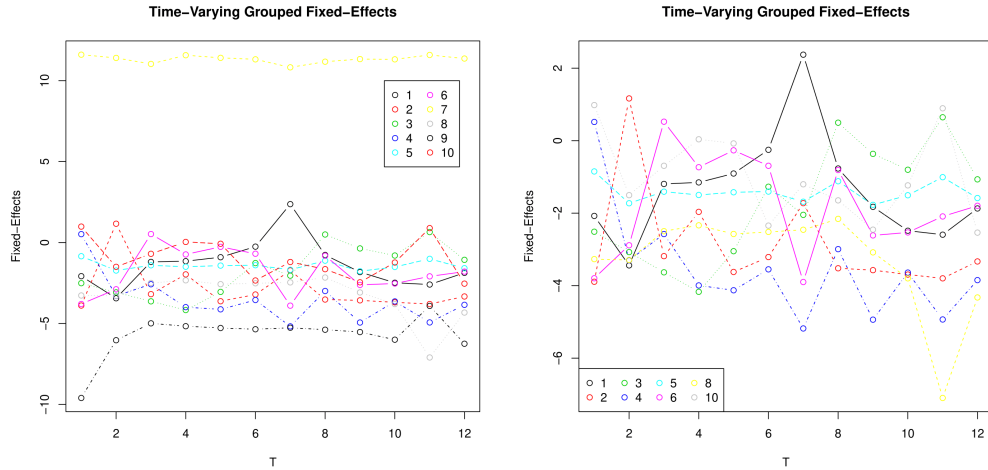 Time−Varying Grouped Fixed−Effects
Fixed−Effects
10
5
0
−5
−10
1 6
2 7
3 8
4 9
5 10
2 4 6 8 10 12
T
Time−Varying Grouped Fixed−Effects
Fixed−Effects
2
0
−2
−4
−6
1 3 5 8
2 4 6 10
2 4 6 8 10 12
T